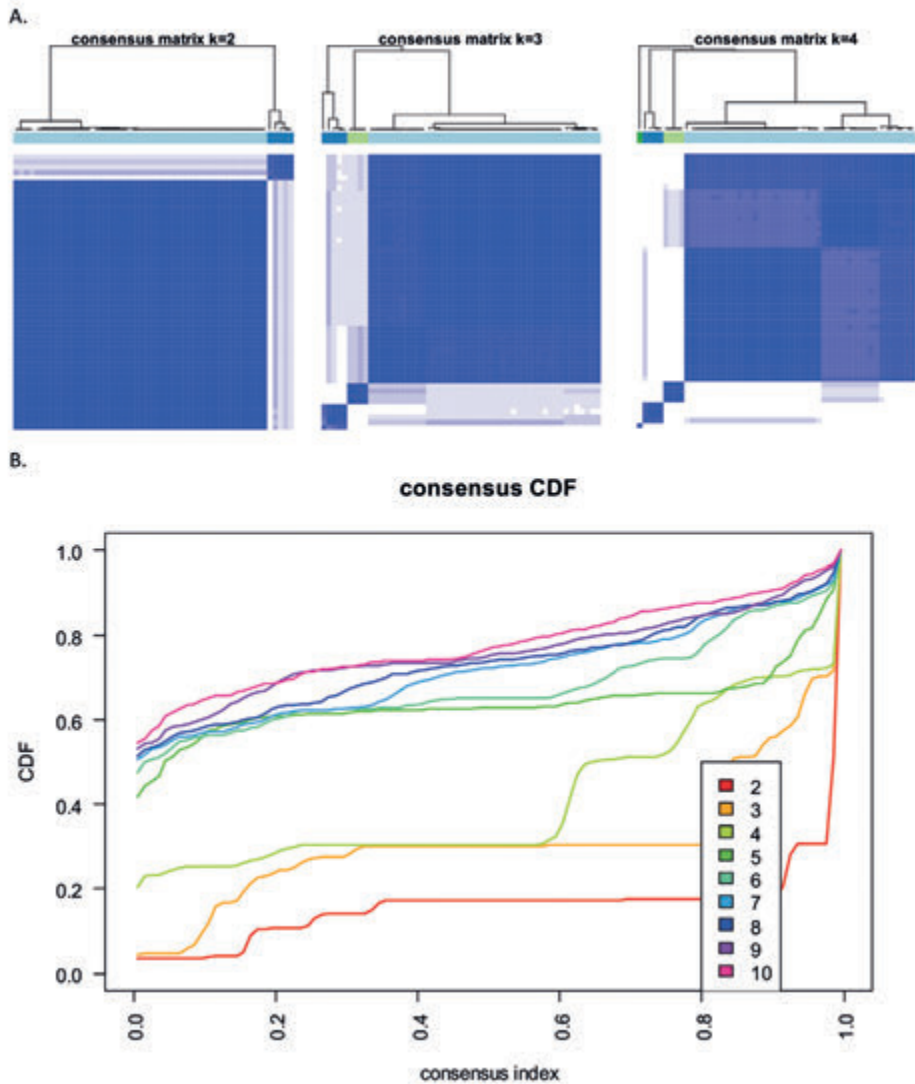 A.
consensus matrix k=2
consensus matrix k=3
consensus matrix k=4
B.
consensus CDF
CDF
1.0
0.8
0.6
0.4
0.2
0.0
2
3
4
5
6
7
8
9
10
0.0
0.2
0.4
0.6
0.8
1.0
consensus index